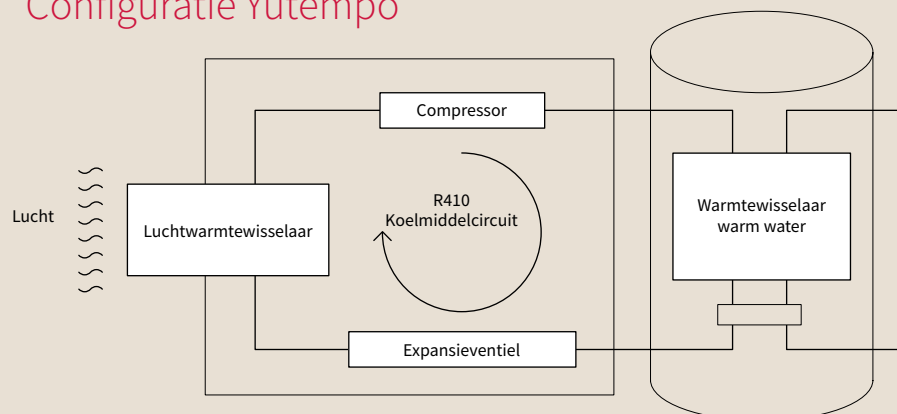 Configuratie Yutempo
Compressor
Lucht
Luchtwarmtewisselaar
R410
Koelmiddelcircuit
Warmtewisselaar
warm water
Expansieventiel